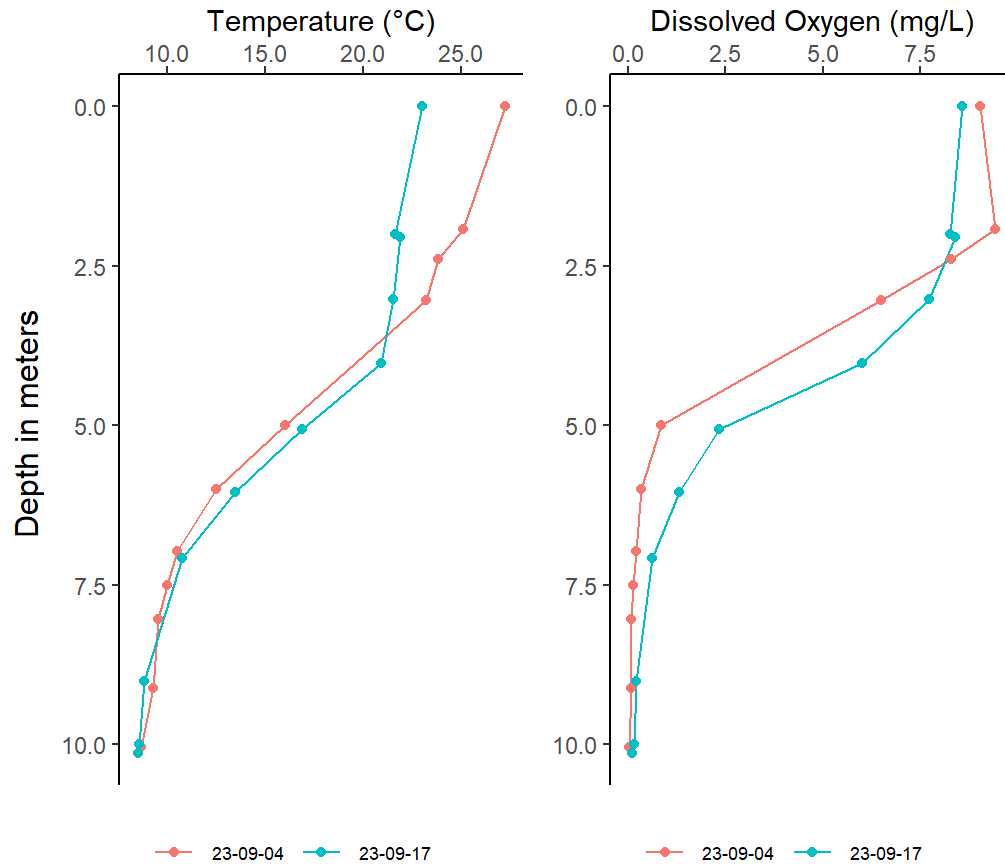 Temperature (°C)
10.0 15.0 20.0 25.0
Depth in meters
0.0
2.5
5.0
7.5
10.0
23-09-04 23-09-17
Dissolved Oxygen (mg/L)
0.0 2.5 5.0 7.5
0.0
2.5
5.0
7.5
10.0
23-09-04 23-09-17